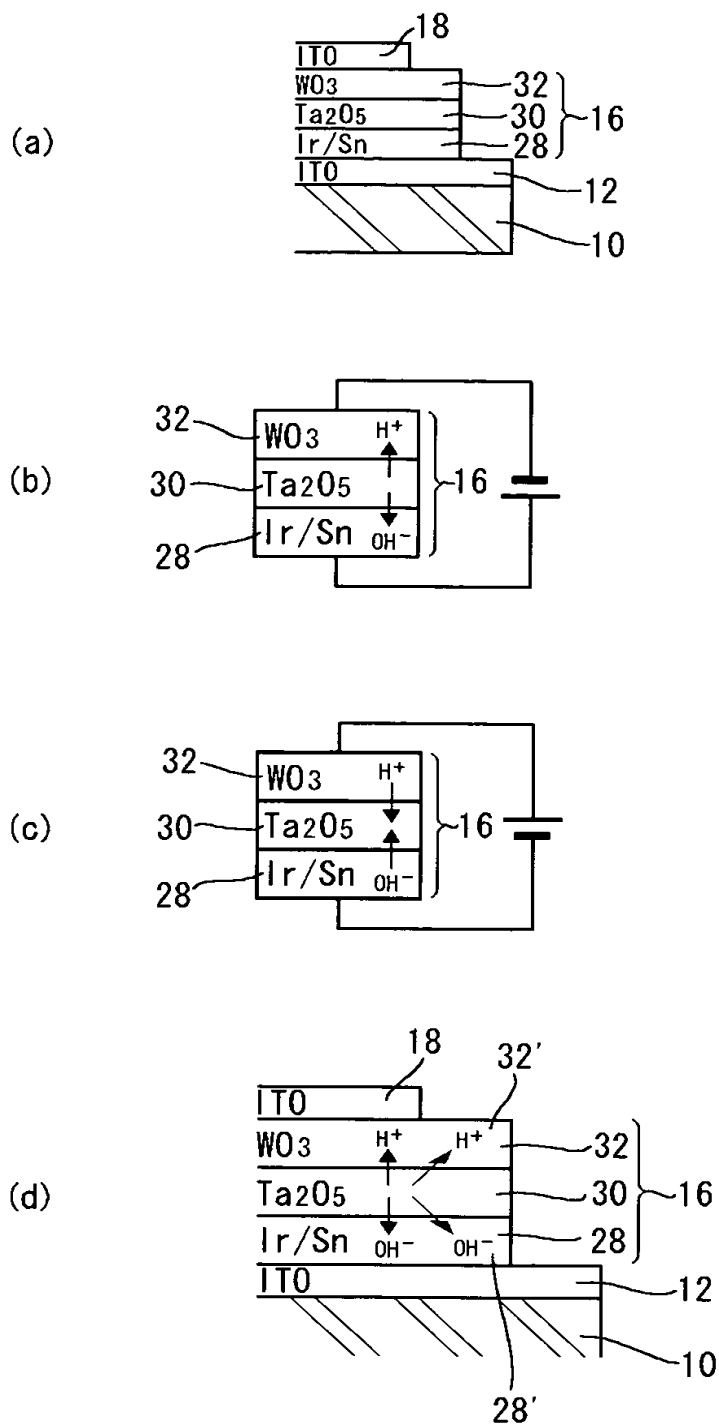 18
ITO
WO3 32
(a) Ta2O5 30 16
Ir/Sn 28
ITO
12
10
32 WO3 H+
(b) 30 Ta2O5 16
28 Ir/Sn OH-
32 WO3 H+
(c) 30 Ta2O5 16
28 Ir/Sn OH-
18 32'
ITO
WO3 H+ H+ 32
(d) Ta2O5 30 16
Ir/Sn OH- OH- 28
ITO 12
10
28'